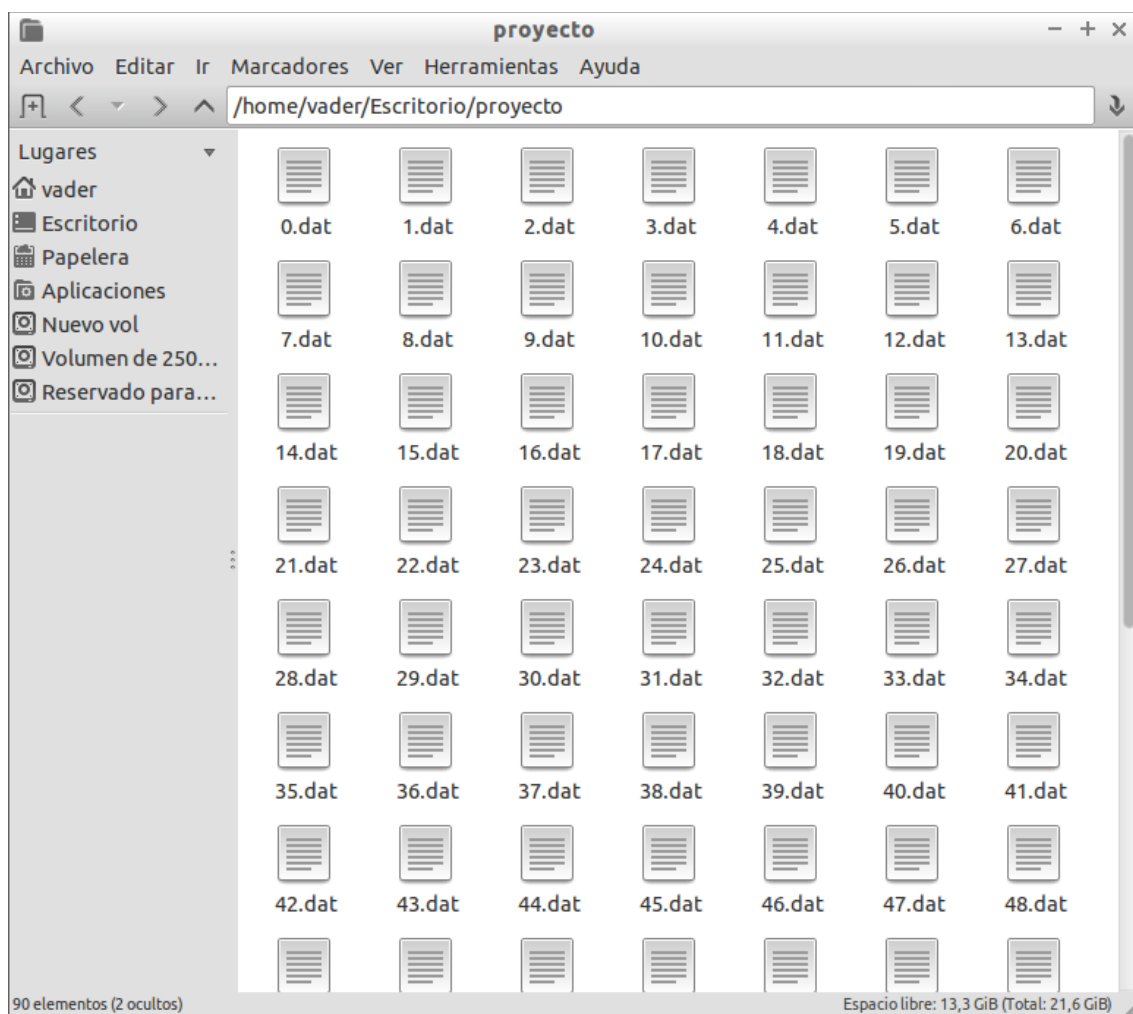 proyecto
Archivo Editar Ir Marcadores Ver Herramientas Ayuda
/home/vader/Escritorio/proyecto
Lugares
vader
Escritorio
Papelera
Aplicaciones
Nuevo vol
Volumen de 250...
Reservado para...
0.dat 1.dat 2.dat 3.dat 4.dat 5.dat 6.dat
7.dat 8.dat 9.dat 10.dat 11.dat 12.dat 13.dat
14.dat 15.dat 16.dat 17.dat 18.dat 19.dat 20.dat
21.dat 22.dat 23.dat 24.dat 25.dat 26.dat 27.dat
28.dat 29.dat 30.dat 31.dat 32.dat 33.dat 34.dat
35.dat 36.dat 37.dat 38.dat 39.dat 40.dat 41.dat
42.dat 43.dat 44.dat 45.dat 46.dat 47.dat 48.dat
90 elementos (2 ocultos) Espacio libre: 13,3 GiB (Total: 21,6 GiB)